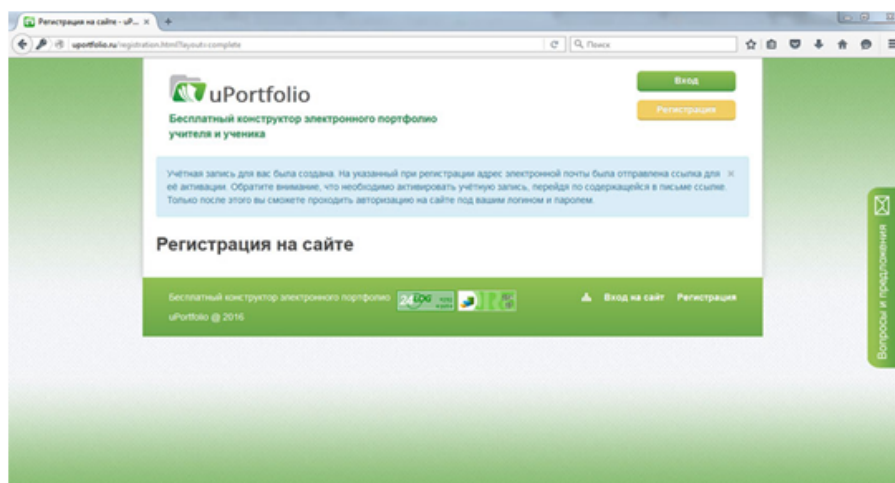 Регистрация на сайте - uP...
uportfolio.ru/registration.html?layout=complete
Поиск
uPortfolio
Вход
Регистрация
Бесплатный конструктор электронного портфолио
учителя и ученика
Учётная запись для вас была создана. На указанный при регистрации адрес электронной почты была отправлена ссылка для
её активации. Обратите внимание, что необходимо активировать учётную запись, перейдя по содержащейся в письме ссылке.
Только после этого вы сможете проходить авторизацию на сайте под вашим логином и паролем.
Вопросы и предложения
Регистрация на сайте
Бесплатный конструктор электронного портфолио
24LOG
Вход на сайт Регистрация
uPortfolio @ 2016